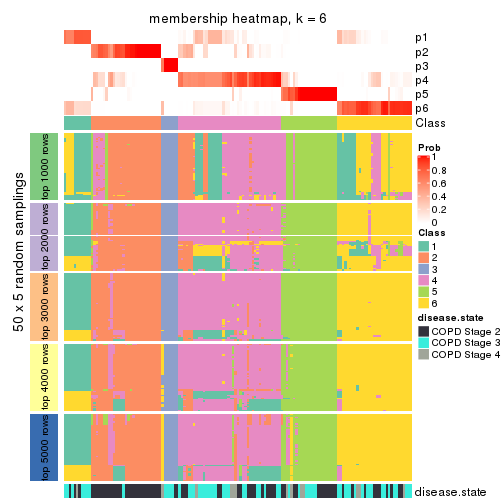 membership heatmap, k = 6
p1
p2
p3
p4
p5
p6
Class
50 x 5 random samplings
top 1000 rows
top 2000 rows
top 3000 rows
top 4000 rows
top 5000 rows
disease.state
Prob
1
0.8
0.6
0.4
0.2
0
Class
1
2
3
4
5
6
disease.state
COPD Stage 2
COPD Stage 3
COPD Stage 4